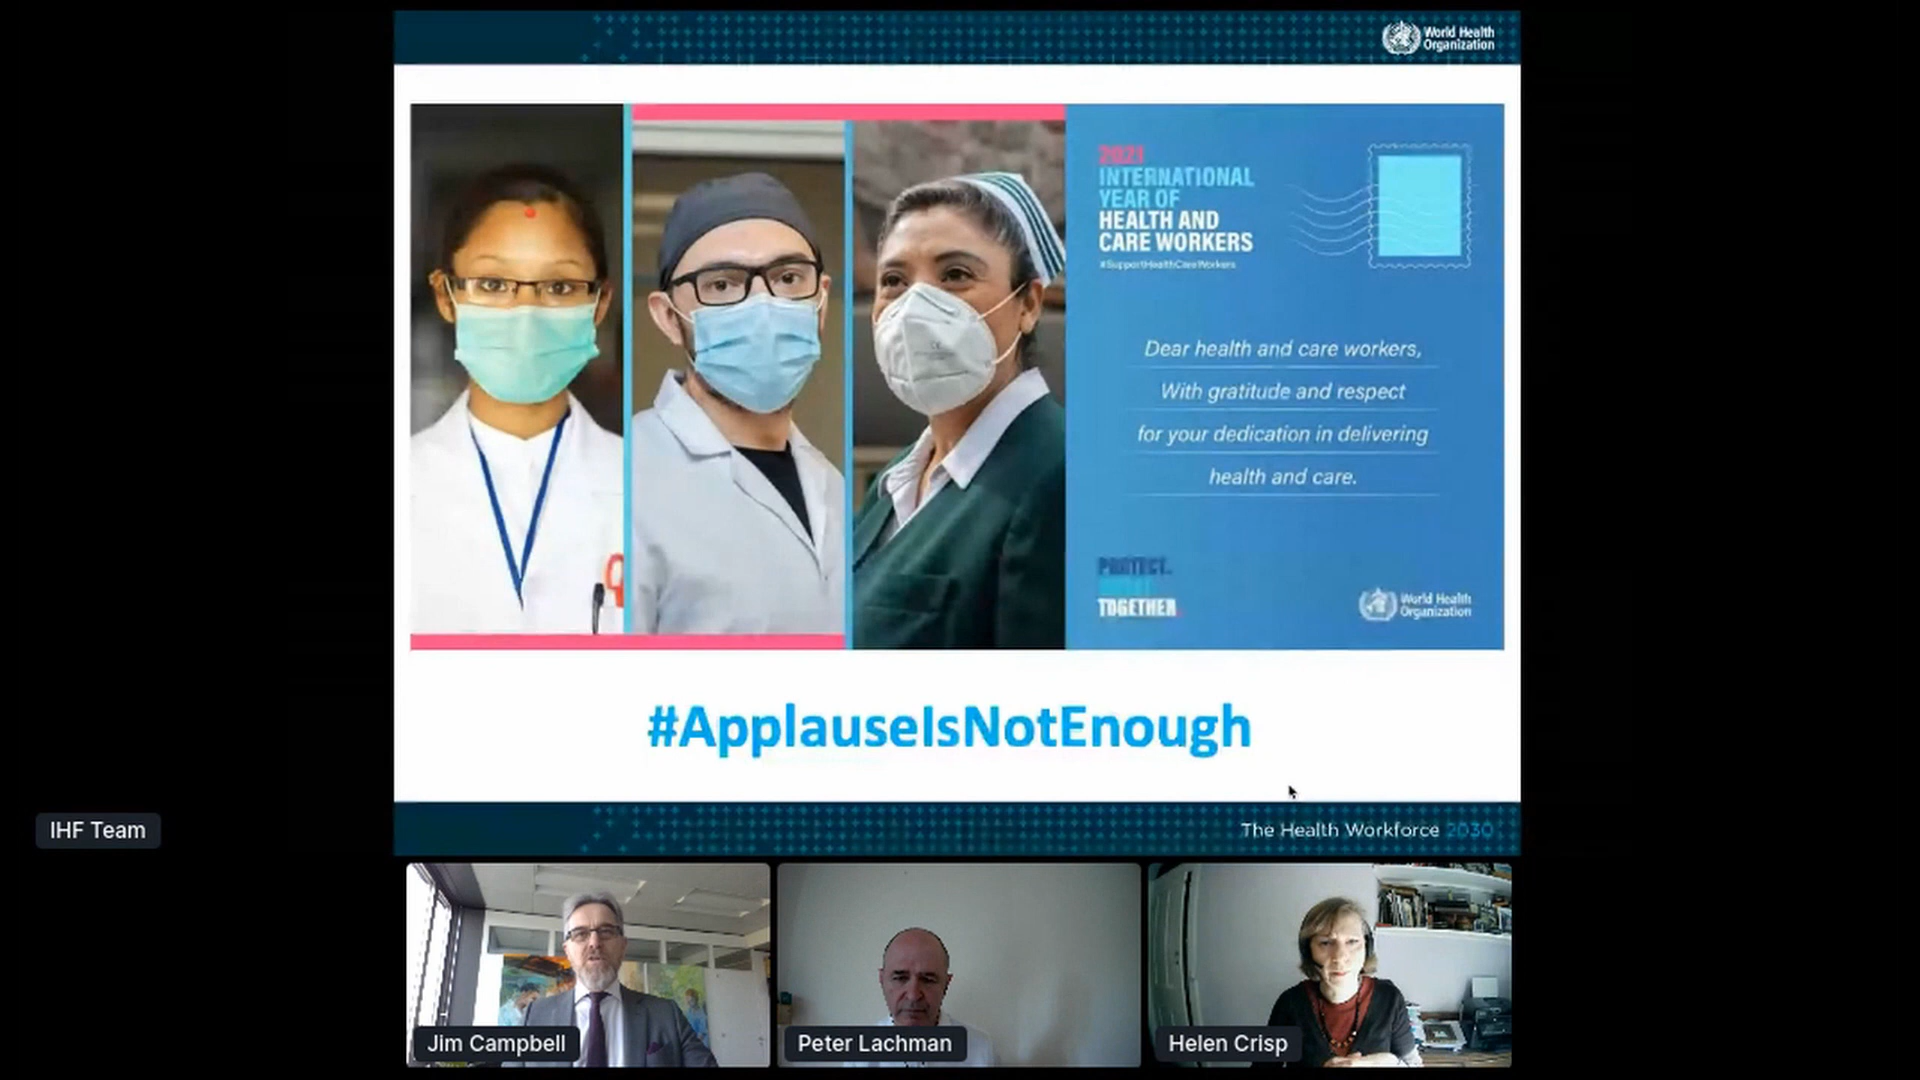 World Health
Organization
2021
INTERNATIONAL
YEAR OF
HEALTH AND
CARE WORKERS
#SupportHealthCareWorkers
Dear health and care workers,
With gratitude and respect
for your dedication in delivering
health and care.
PROTECT.
TOGETHER.
World Health
Organization
#ApplauseIsNotEnough
The Health Workforce 2030
IHF Team
Jim Campbell
Peter Lachman
Helen Crisp